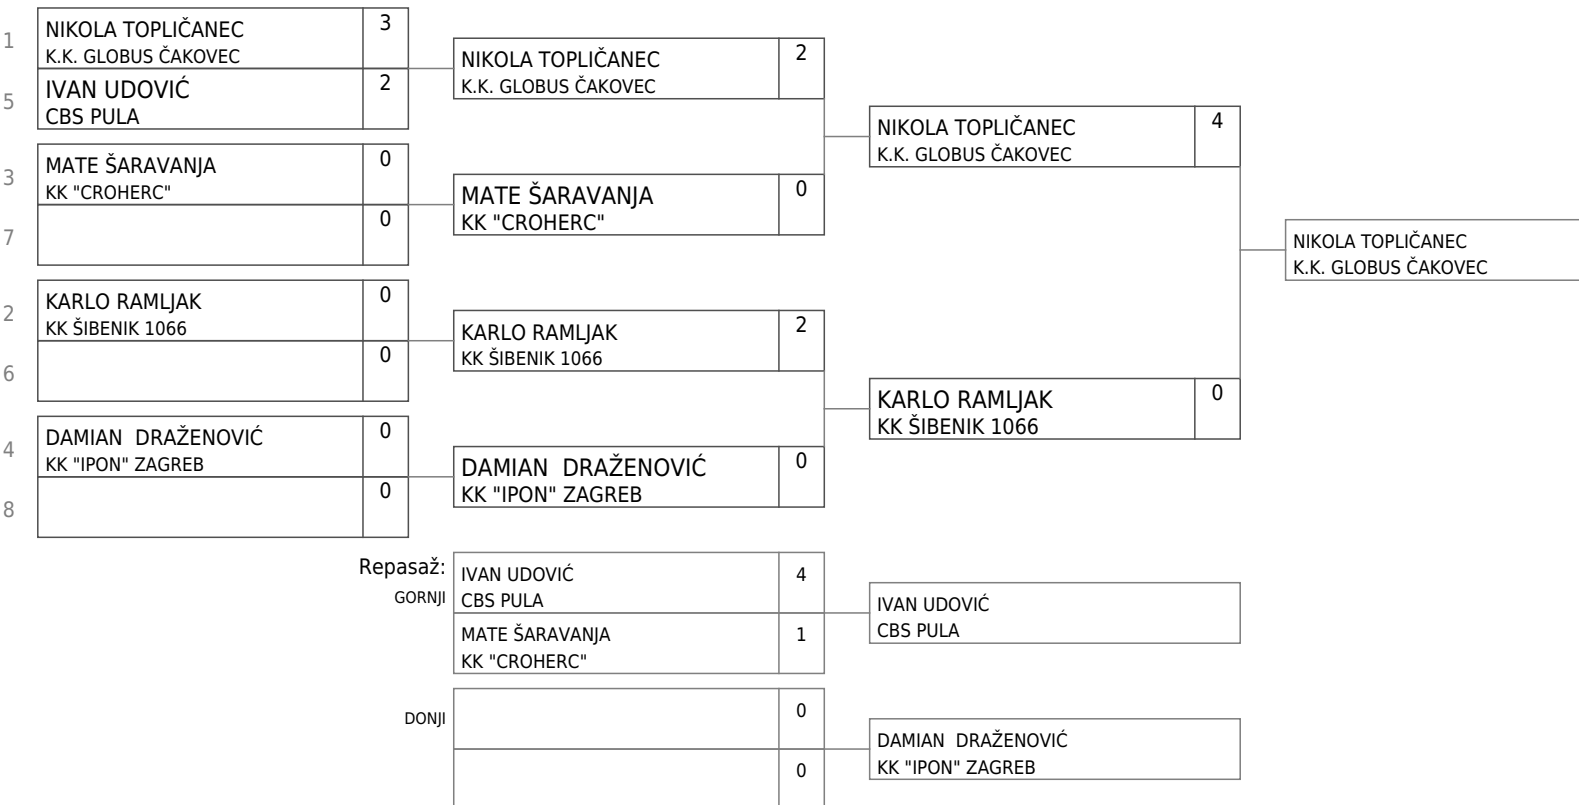 1
NIKOLA TOPLIČANEC
K.K. GLOBUS ČAKOVEC
3
5
IVAN UDOVIĆ
CBS PULA
2
3
MATE ŠARAVANJA
KK "CROHERC"
0
7
0
2
KARLO RAMLJAK
KK ŠIBENIK 1066
0
6
0
4
DAMIAN  DRAŽENOVIĆ
KK "IPON" ZAGREB
0
8
0
NIKOLA TOPLIČANEC
K.K. GLOBUS ČAKOVEC
2
MATE ŠARAVANJA
KK "CROHERC"
0
KARLO RAMLJAK
KK ŠIBENIK 1066
2
DAMIAN  DRAŽENOVIĆ
KK "IPON" ZAGREB
0
NIKOLA TOPLIČANEC
K.K. GLOBUS ČAKOVEC
4
KARLO RAMLJAK
KK ŠIBENIK 1066
0
NIKOLA TOPLIČANEC
K.K. GLOBUS ČAKOVEC
Repasaž:
GORNJI
IVAN UDOVIĆ
CBS PULA
4
MATE ŠARAVANJA
KK "CROHERC"
1
IVAN UDOVIĆ
CBS PULA
DONJI
0
0
DAMIAN  DRAŽENOVIĆ
KK "IPON" ZAGREB